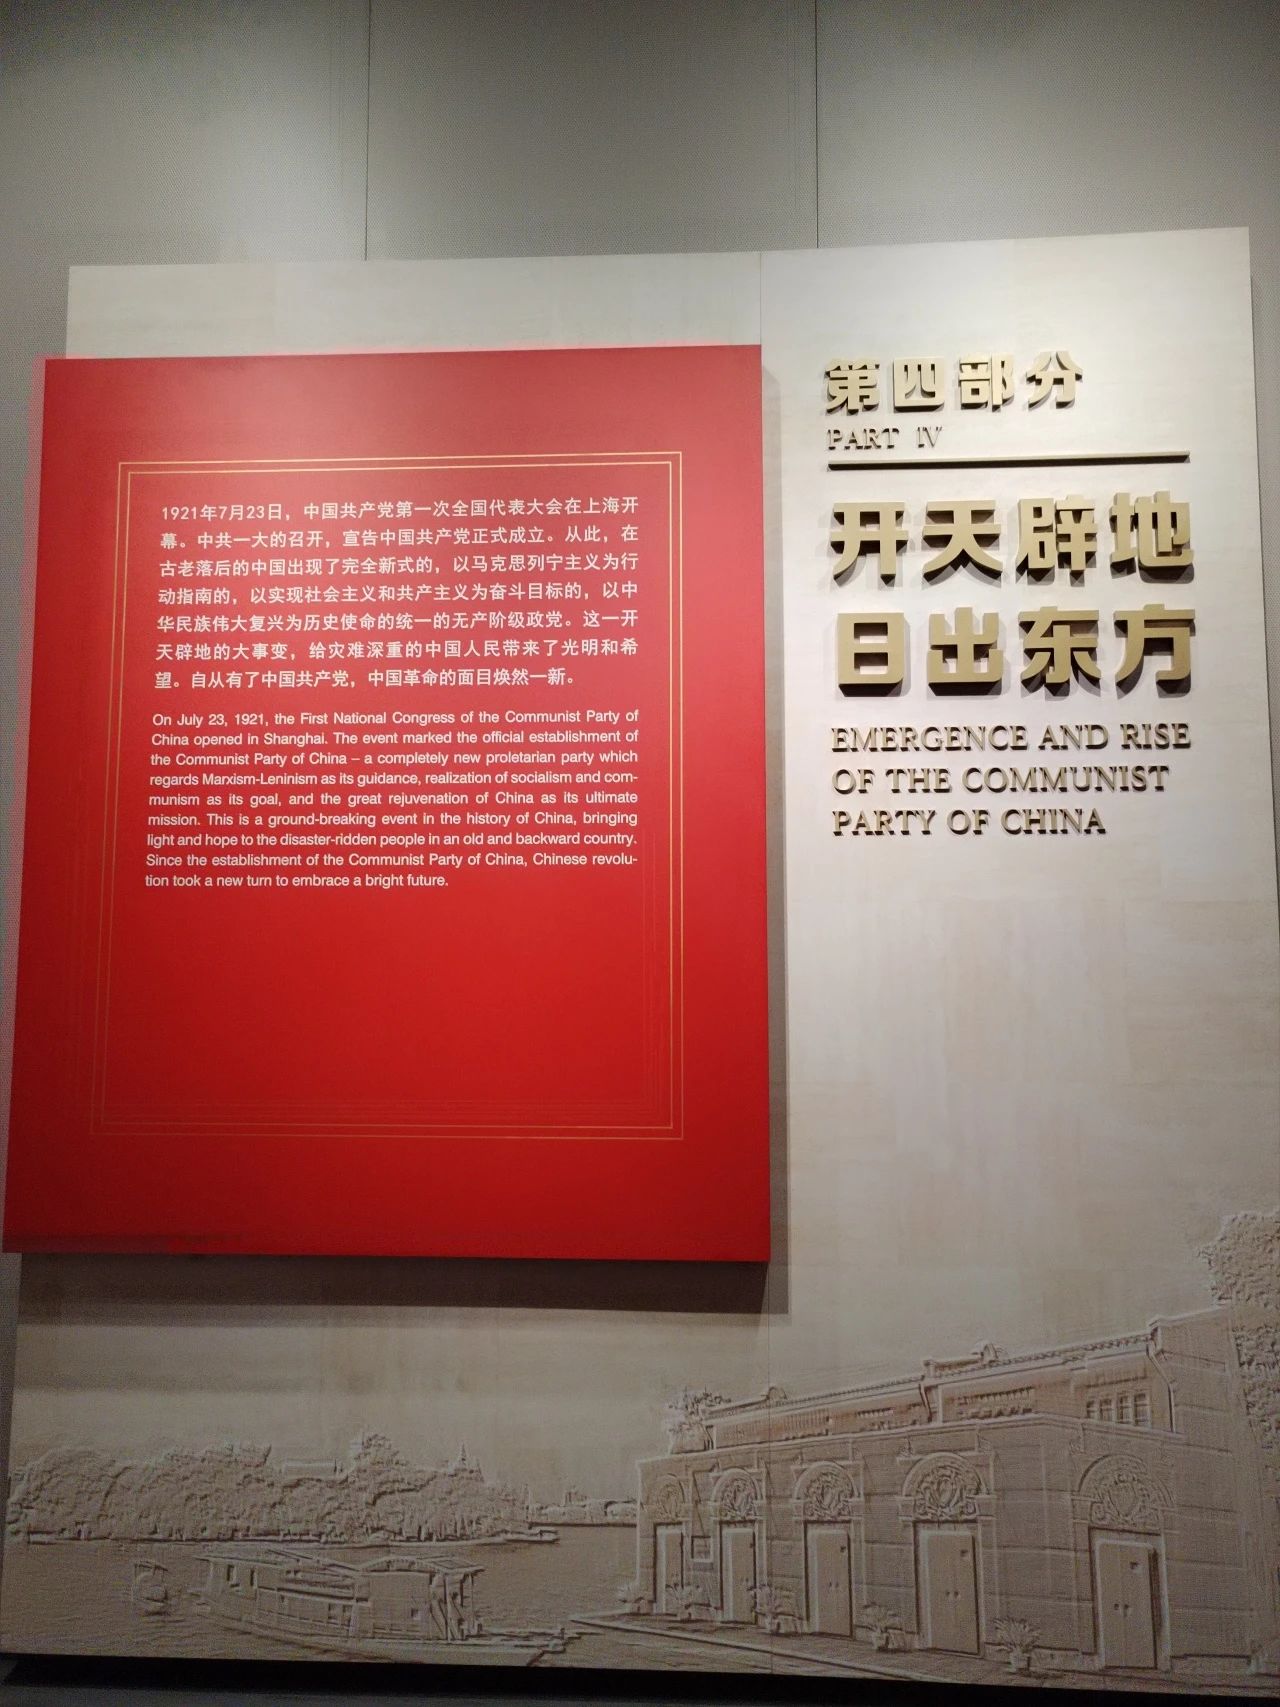 第四部分
PART IV
开天辟地
日出东方
EMERGENCE AND RISE
OF THE COMMUNIST
PARTY OF CHINA
1921年7月23日，中国共产党第一次全国代表大会在上海开
幕。中共一大的召开，宣告中国共产党正式成立。从此，在
古老落后的中国出现了完全新式的，以马克思列宁主义为行
动指南的，以实现社会主义和共产主义为奋斗目标的，以中
华民族伟大复兴为历史使命的统一的无产阶级政党。这一开
天辟地的大事变，给灾难深重的中国人民带来了光明和希
望。自从有了中国共产党，中国革命的面目焕然一新。
On July 23, 1921, the First National Congress of the Communist Party of
China opened in Shanghai. The event marked the official establishment of
the Communist Party of China – a completely new proletarian party which
regards Marxism-Leninism as its guidance, realization of socialism and com-
munism as its goal, and the great rejuvenation of China as its ultimate
mission. This is a ground-breaking event in the history of China, bringing
light and hope to the disaster-ridden people in an old and backward country.
Since the establishment of the Communist Party of China, Chinese revolu-
tion took a new turn to embrace a bright future.